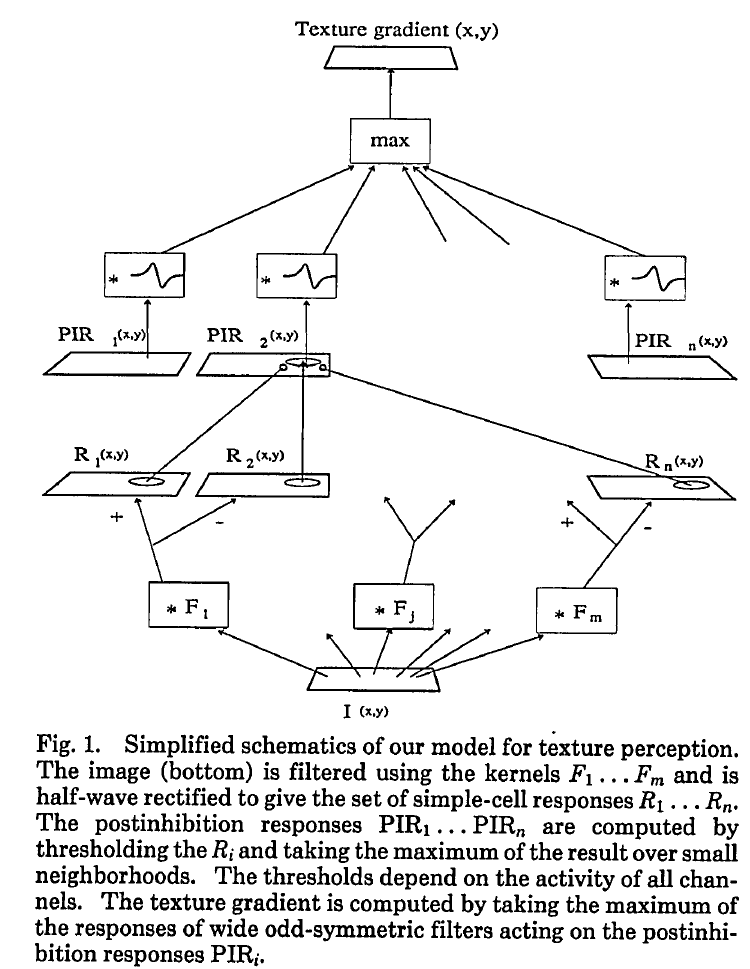 Texture gradient (x,y)
max
* * *
PIR 1(x,y) PIR 2(x,y) PIR n(x,y)
R 1(x,y) R 2(x,y) R n(x,y)
+ - + -
* F1 * Fj * Fm
I (x,y)
Fig. 1. Simplified schematics of our model for texture perception.
The image (bottom) is filtered using the kernels F1 ... Fm and is
half-wave rectified to give the set of simple-cell responses R1 ... Rn.
The postinhibition responses PIR1 ... PIRn are computed by
thresholding the Ri and taking the maximum of the result over small
neighborhoods. The thresholds depend on the activity of all chan-
nels. The texture gradient is computed by taking the maximum of
the responses of wide odd-symmetric filters acting on the postinhi-
bition responses PIRi.